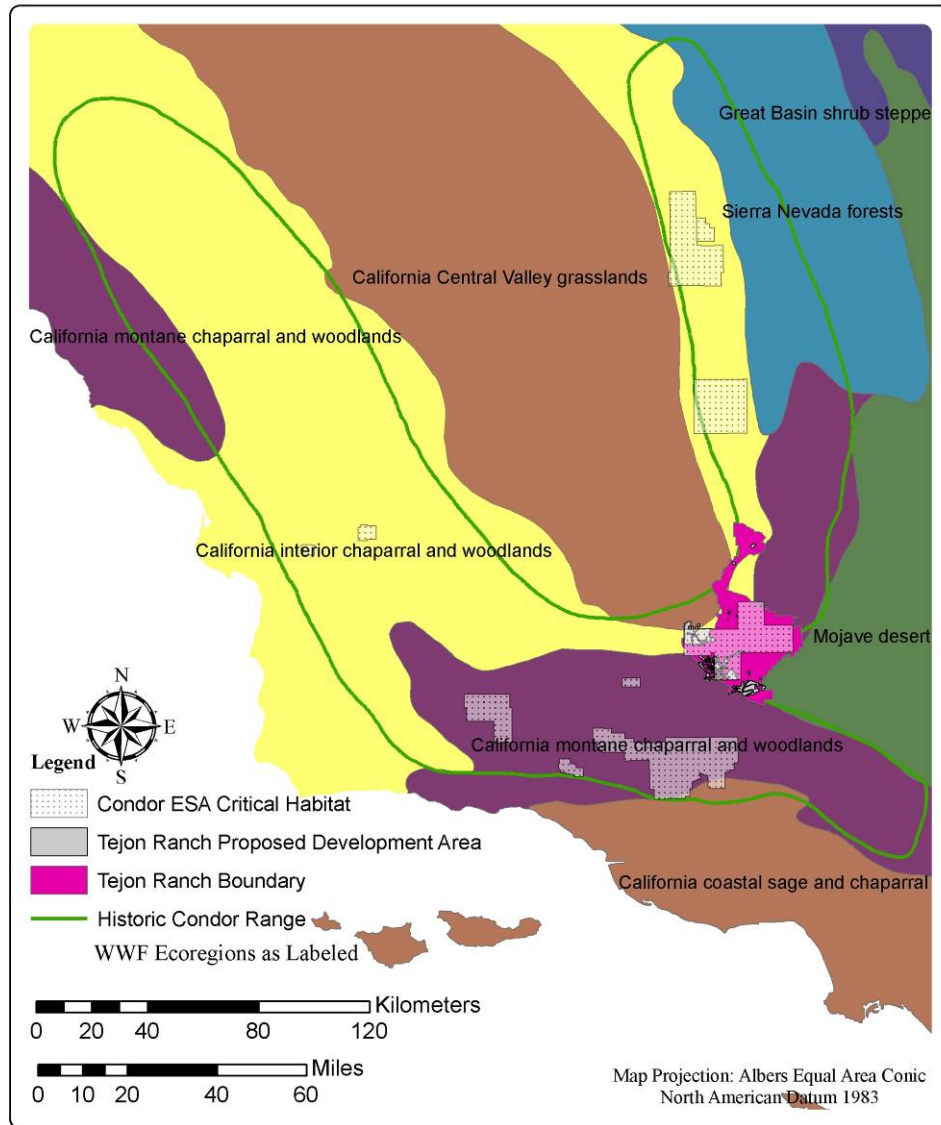 Great Basin shrub steppe
Sierra Nevada forests
California Central Valley grasslands
California montane chaparral and woodlands
California interior chaparral and woodlands
Mojave desert
California montane chaparral and woodlands
California coastal sage and chaparral
N
W E
S
Legend
Condor ESA Critical Habitat
Tejon Ranch Proposed Development Area
Tejon Ranch Boundary
Historic Condor Range
WWF Ecoregions as Labeled
Kilometers
0 20 40 80 120
Miles
0 10 20 40 60
Map Projection: Albers Equal Area Conic
North American Datum 1983